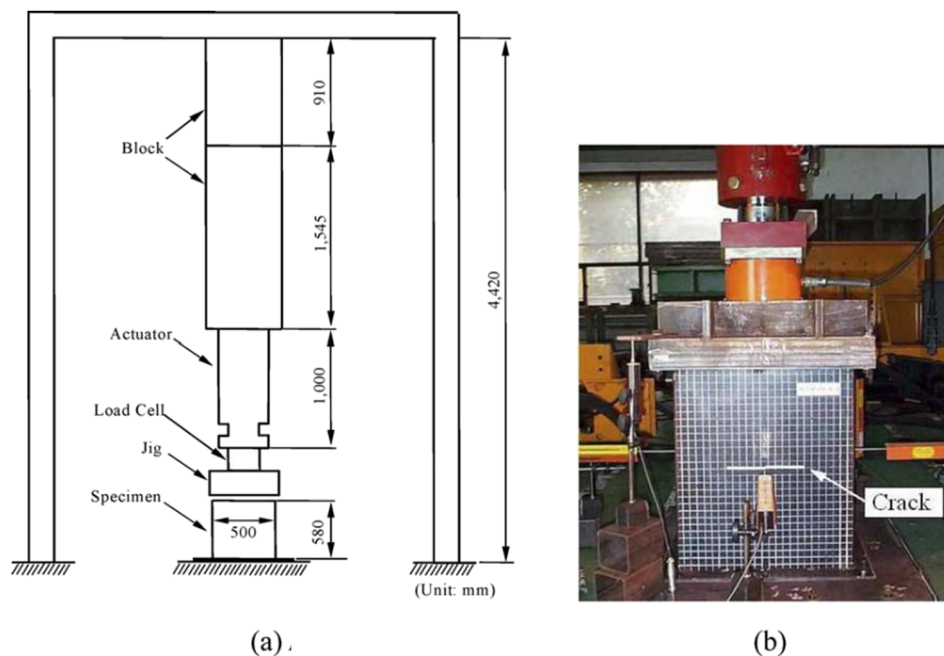 910
Block
1,545
4,420
Actuator
1,000
Load Cell
Jig
Specimen
500
580
(Unit: mm)
Crack
(a)
(b)